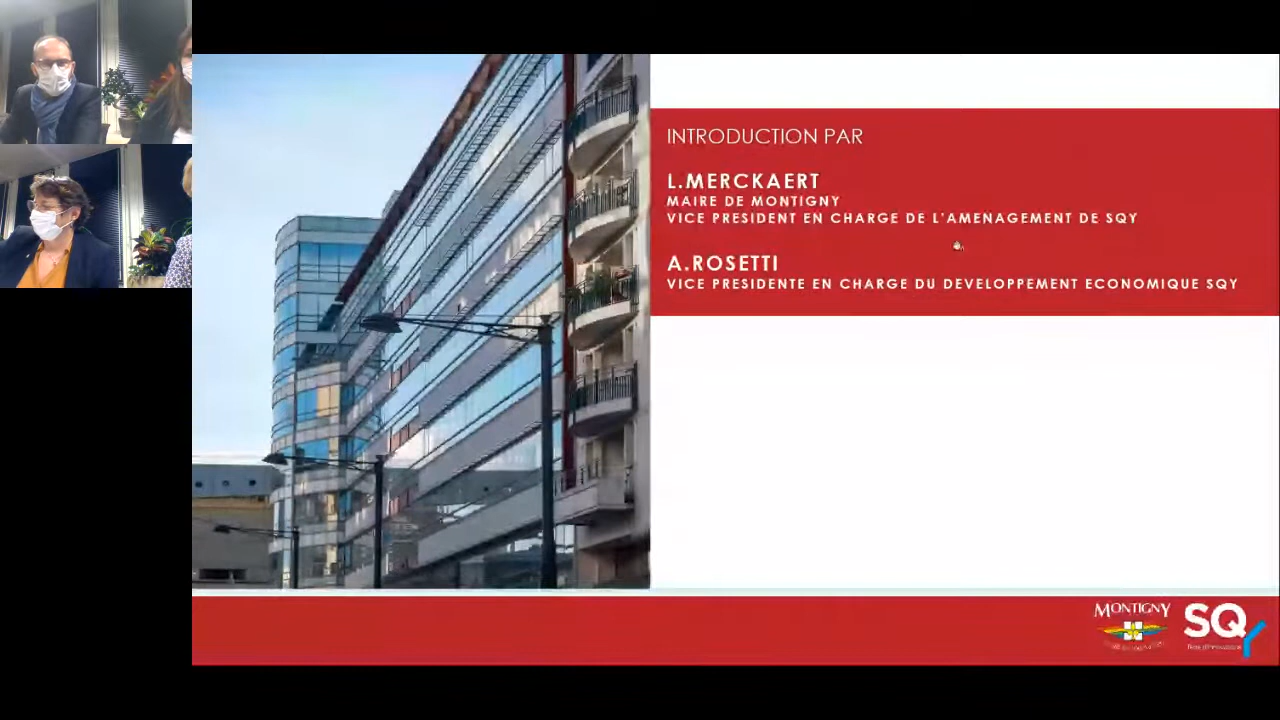 INTRODUCTION PAR
L.MERCKAERT
MAIRE DE MONTIGNY
VICE PRESIDENT EN CHARGE DE L'AMENAGEMENT DE SQY
A.ROSETTI
VICE PRESIDENTE EN CHARGE DU DEVELOPPEMENT ECONOMIQUE SQY
MONTIGNY
SQY